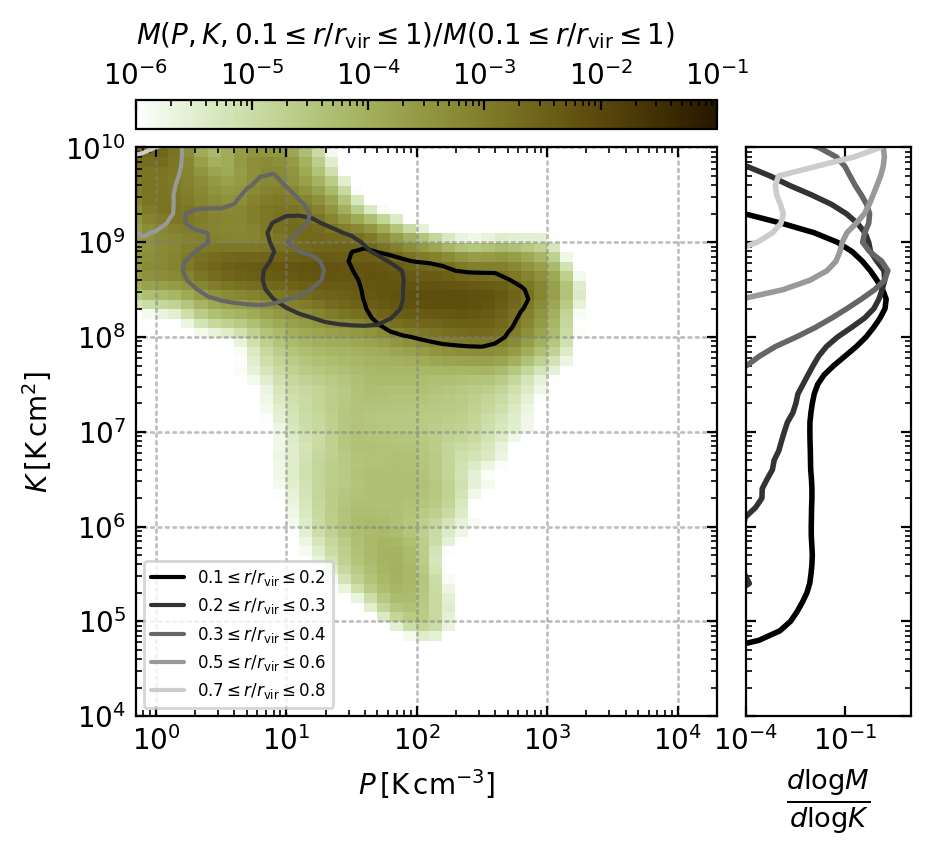 M(P, K, 0.1 ≤ r/r_vir ≤ 1)/M(0.1 ≤ r/r_vir ≤ 1)
10^-6 10^-5 10^-4 10^-3 10^-2 10^-1
10^10
10^9
10^8
10^7
10^6
10^5
10^4
K [K cm^2]
0.1 ≤ r/r_vir ≤ 0.2
0.2 ≤ r/r_vir ≤ 0.3
0.3 ≤ r/r_vir ≤ 0.4
0.5 ≤ r/r_vir ≤ 0.6
0.7 ≤ r/r_vir ≤ 0.8
10^0 10^1 10^2 10^3 10^4 10^-4 10^-1
P [K cm^-3]
dlogM
dlogK